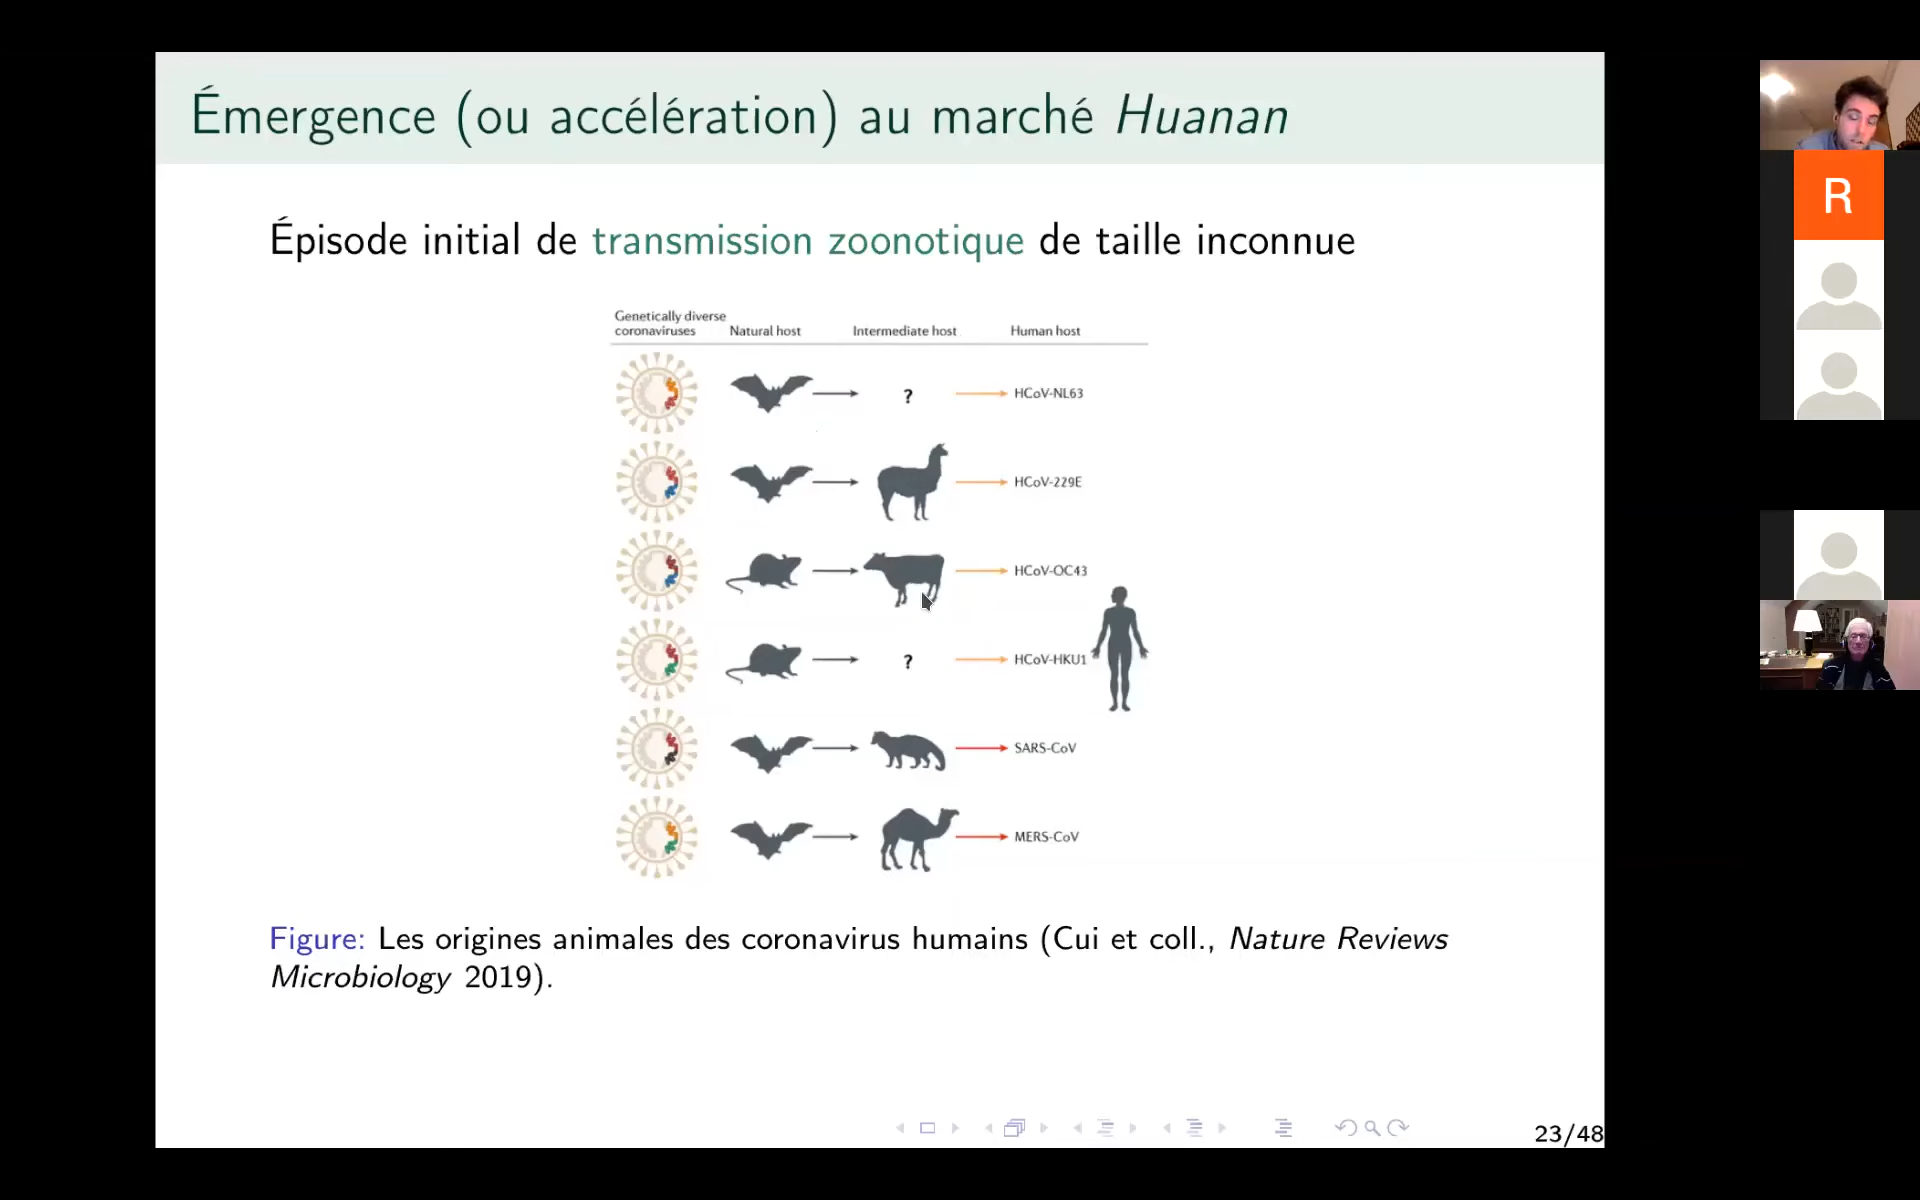 Émergence (ou accélération) au marché Huanan
Épisode initial de transmission zoonotique de taille inconnue
Genetically diverse
coronaviruses Natural host Intermediate host Human host
? HCoV-NL63
HCoV-229E
HCoV-OC43
? HCoV-HKU1
SARS-CoV
MERS-CoV
Figure: Les origines animales des coronavirus humains (Cui et coll., Nature Reviews
Microbiology 2019).
23/48
R